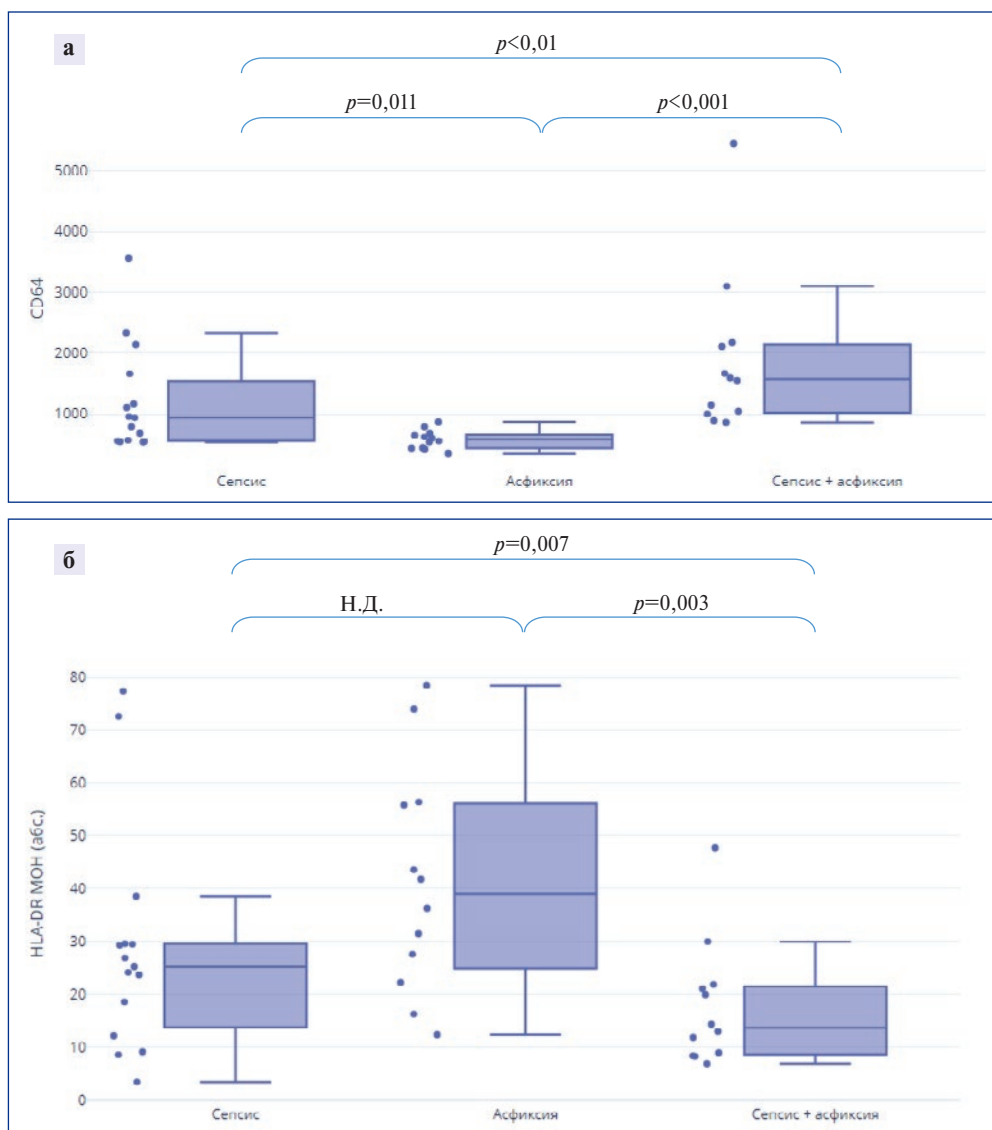 а
p<0,01
p=0,011
p<0,001
5000
4000
3000
2000
1000
CD64
Сепсис
Асфиксия
Сепсис + асфиксия
б
p=0,007
Н.Д.
p=0,003
80
70
60
50
40
30
20
10
0
HLA-DR МОН (абс.)
Сепсис
Асфиксия
Сепсис + асфиксия